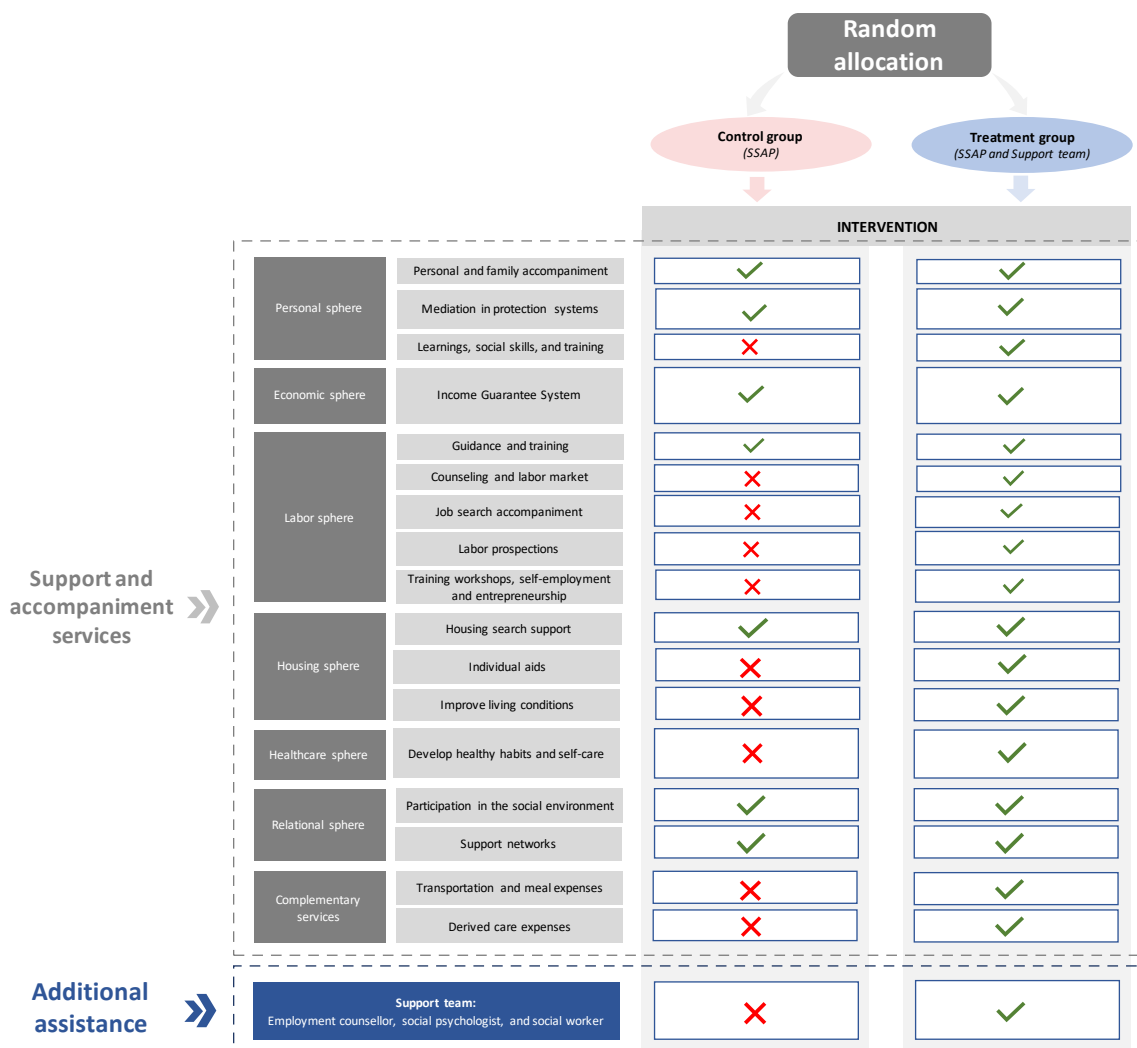 Random
allocation
Control group
(SSAP)
Treatment group
(SSAP and Support team)
INTERVENTION
Personal sphere
Personal and family accompaniment
Mediation in protection systems
Learnings, social skills, and training
Economic sphere
Income Guarantee System
Labor sphere
Guidance and training
Counseling and labor market
Job search accompaniment
Labor prospections
Training workshops, self-employment
and entrepreneurship
Support and
accompaniment
services
Housing sphere
Housing search support
Individual aids
Improve living conditions
Healthcare sphere
Develop healthy habits and self-care
Relational sphere
Participation in the social environment
Support networks
Complementary
services
Transportation and meal expenses
Derived care expenses
Additional
assistance
Support team:
Employment counsellor, social psychologist, and social worker